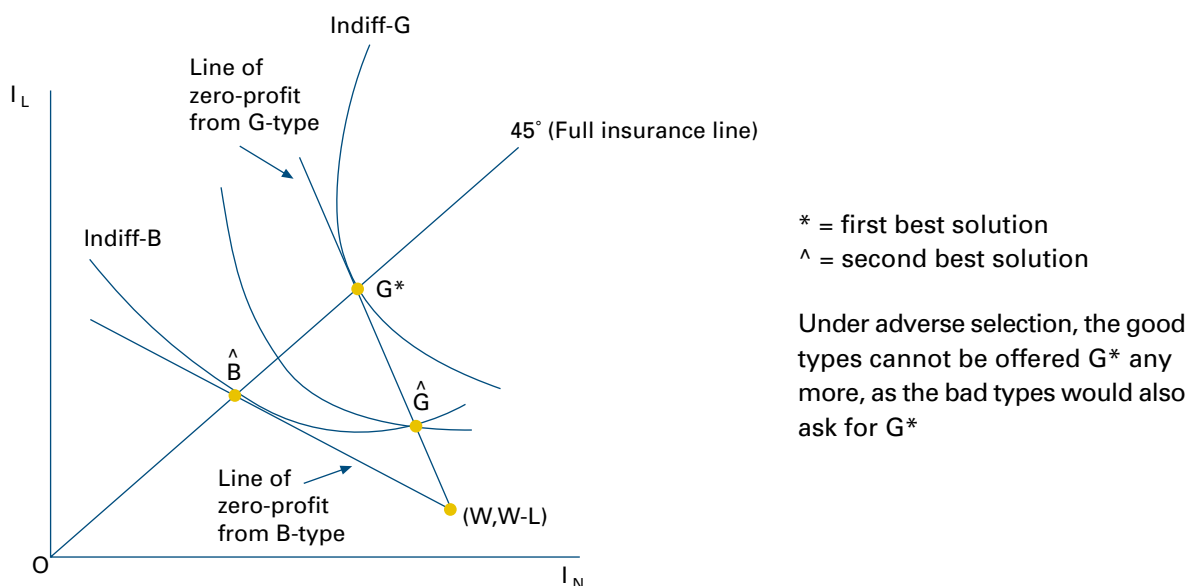 Indiff-G
Line of
zero-profit
from G-type
I L
45° (Full insurance line)
* = first best solution
^ = second best solution
Indiff-B
G*
Under adverse selection, the good
types cannot be offered G* any
more, as the bad types would also
ask for G*
^
B
^
G
Line of
zero-profit
from B-type
(W,W-L)
O
I N